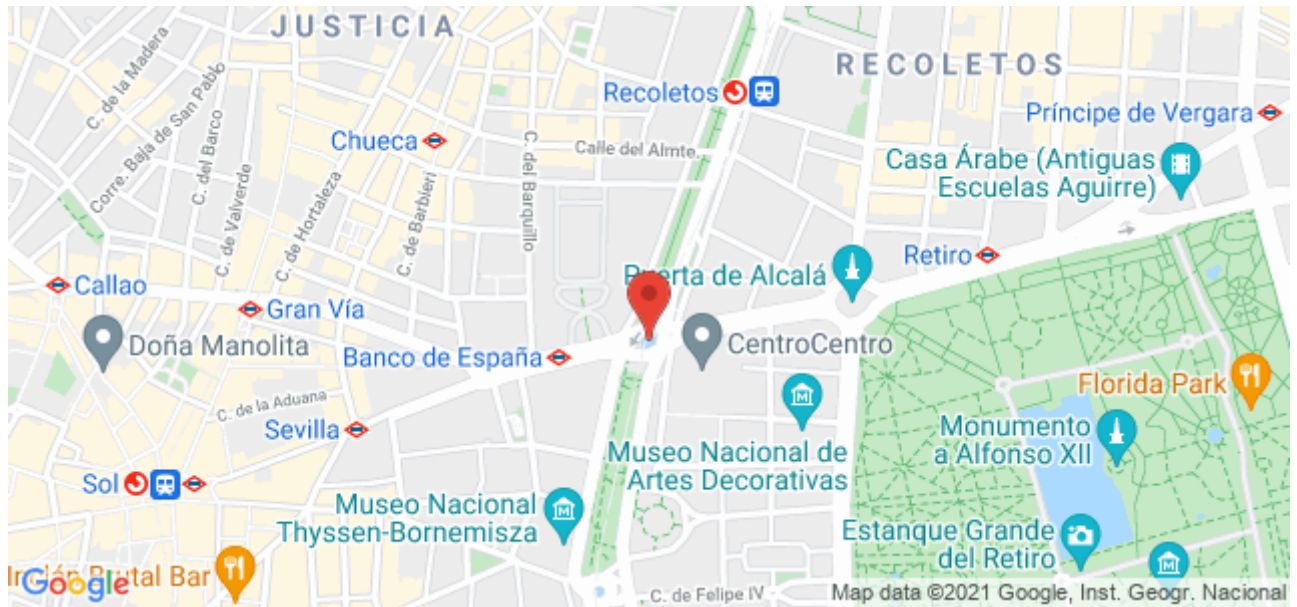 JUSTICIA
RECOLETOS
C. de la Madera
Corre. Baja de San Pablo
Recoletos
Príncipe de Vergara
Chueca
C. del Barco
C. de Valverde
C. de Hortaleza
C. de Barbieri
C. del Barquillo
Calle del Almte.
Casa Árabe (Antiguas
Escuelas Aguirre)
Retiro
Callao
Puerta de Alcalá
Gran Vía
Doña Manolita
Banco de España
CentroCentro
C. de la Aduana
Florida Park
Sevilla
Monumento
a Alfonso XII
Museo Nacional de
Artes Decorativas
Sol
Museo Nacional
Thyssen-Bornemisza
Estanque Grande
del Retiro
Bar
Google
C. de Felipe IV
Map data ©2021 Google, Inst. Geogr. Nacional